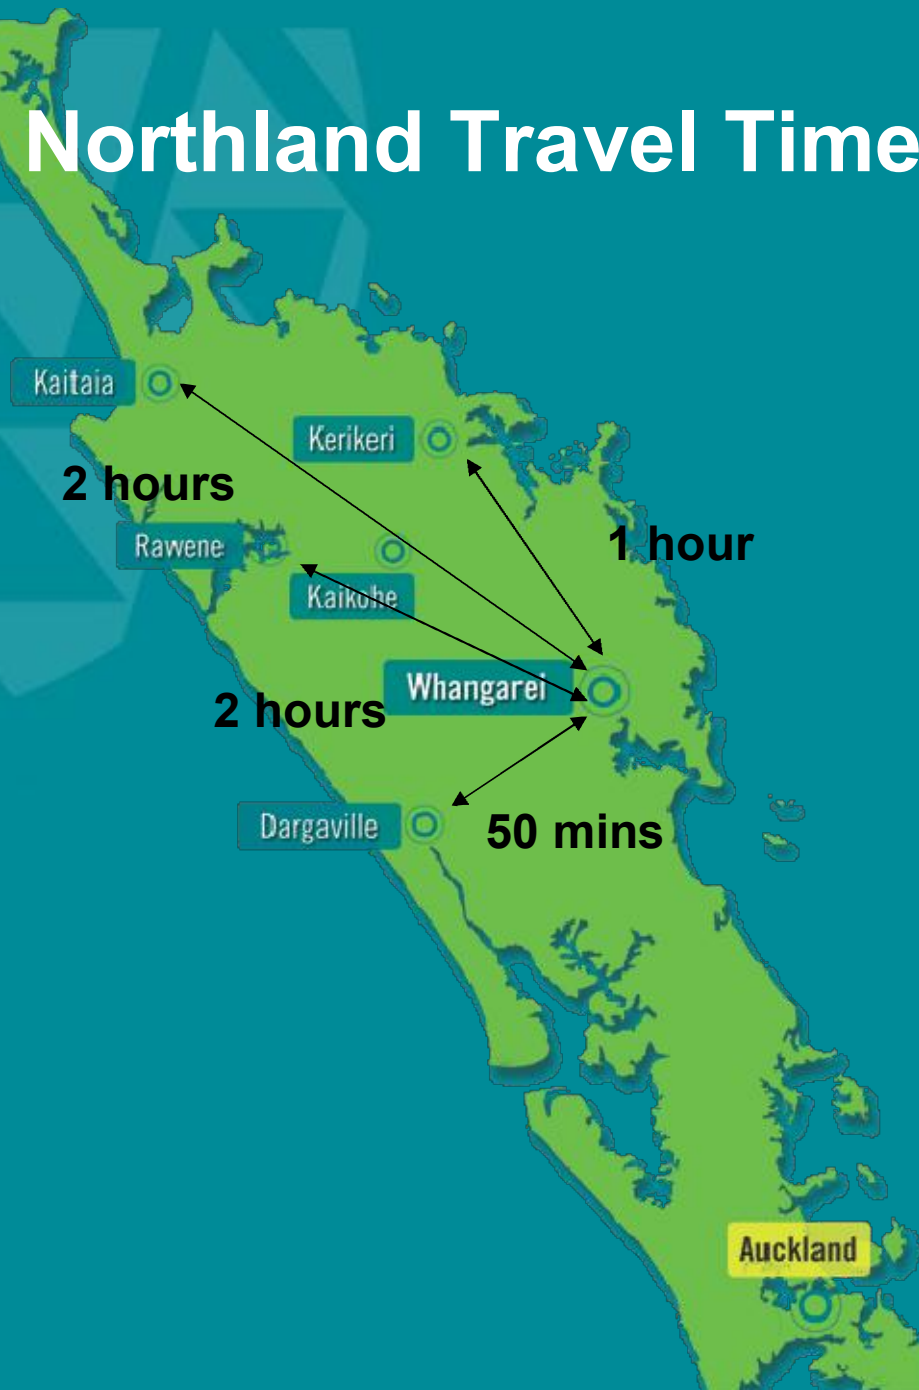 Northland Travel Time
Kaitaia
Kerikeri
2 hours
1 hour
Rawene
Kaikohe
Whangarei
2 hours
Dargaville
50 mins
Auckland